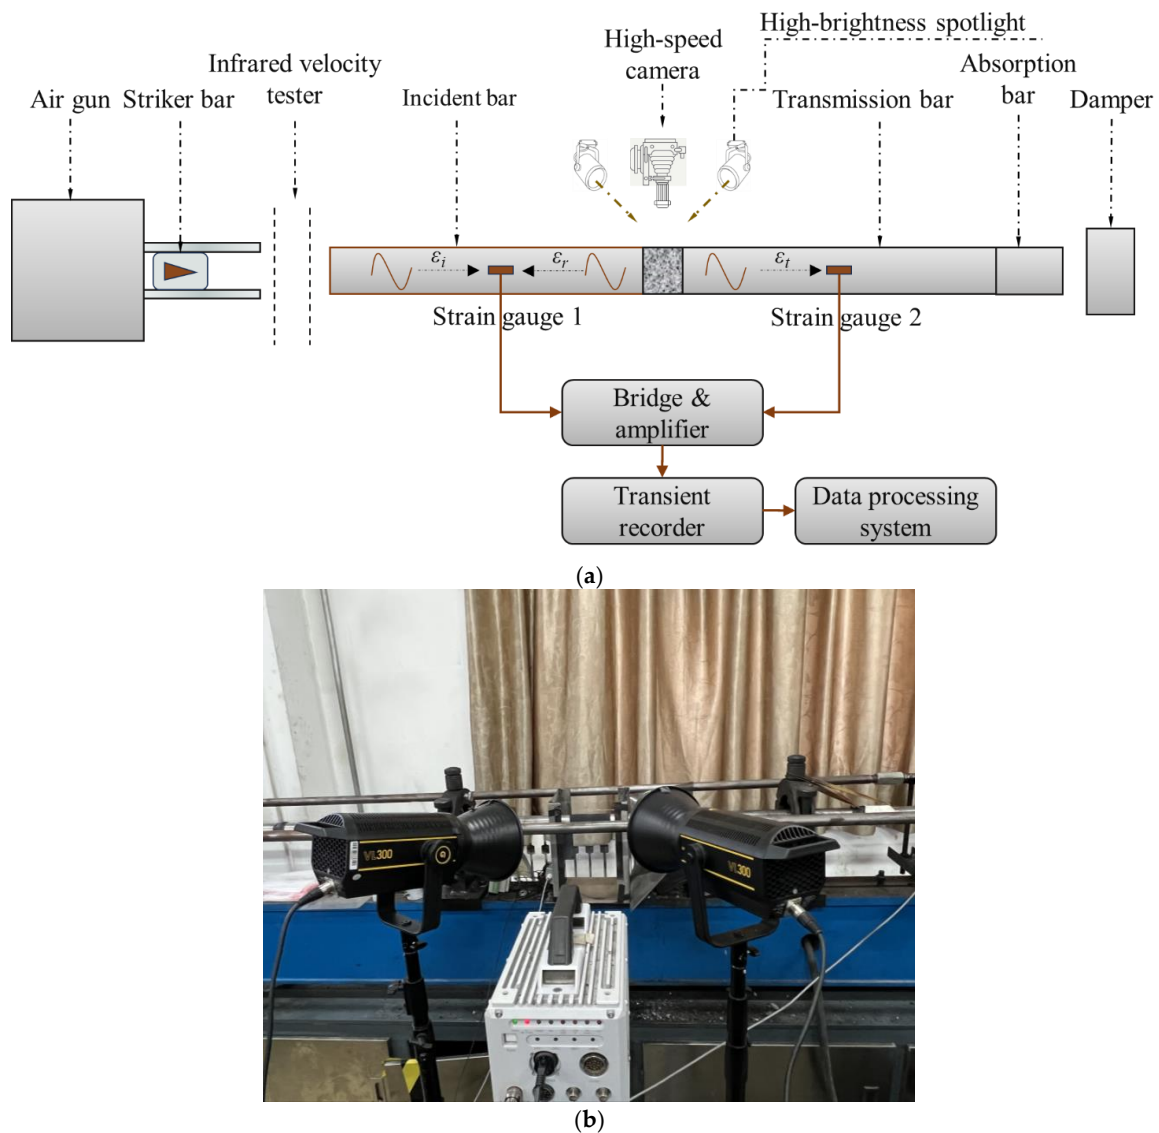 High-brightness spotlight
High-speed
camera
Infrared velocity
tester
Absorption
bar
Air gun
Striker bar
Incident bar
Transmission bar
Damper
εi
εr
εt
Strain gauge 1
Strain gauge 2
Bridge &
amplifier
Transient
recorder
Data processing
system
(a)
VL300
VL300
(b)